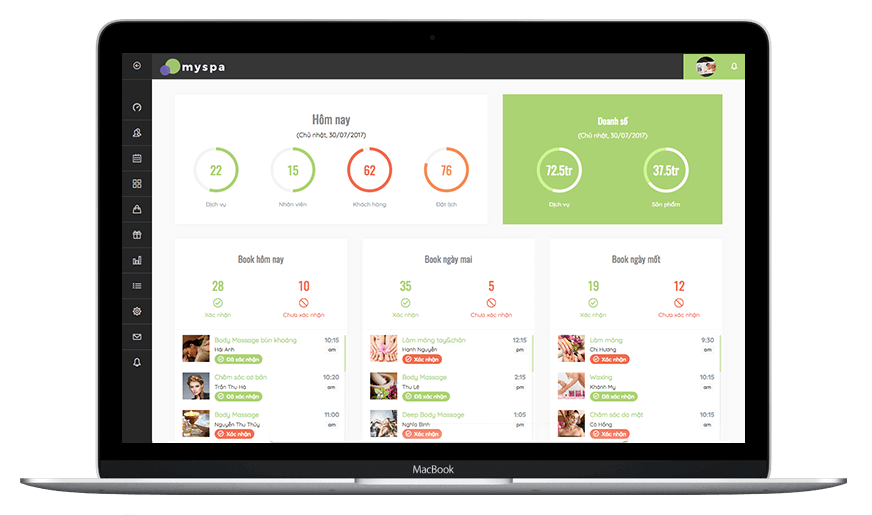 myspa
Hôm nay
(Chủ nhật, 30/07/2017)
22
15
62
76
Dịch vụ
Nhân viên
Khách hàng
Đặt lịch
Doanh số
(Chủ nhật, 30/07/2017)
72.5tr
37.5tr
Dịch vụ
Sản phẩm
Book hôm nay
28
10
Xác nhận
Chưa xác nhận
Body Massage bùn khoáng
10:15
Hải Anh
am
Đã xác nhận
Chăm sóc cơ bản
10:20
Trần Thu Hà
am
Đã xác nhận
Body Massage
11:00
Nguyễn Thu Thủy
am
Xác nhận
Book ngày mai
35
5
Xác nhận
Chưa xác nhận
Làm móng tay&chân
12:15
Hạnh Nguyễn
pm
Xác nhận
Body Massage
2:15
Thu Lê
pm
Đã xác nhận
Deep Body Massage
1:05
Nghĩa Bình
pm
Xác nhận
Book ngày mốt
19
12
Xác nhận
Chưa xác nhận
Làm móng
9:30
Chị Hương
am
Xác nhận
Waxing
10:15
Khánh My
am
Đã xác nhận
Chăm sóc da mặt
10:15
Cô Hồng
am
Xác nhận
MacBook